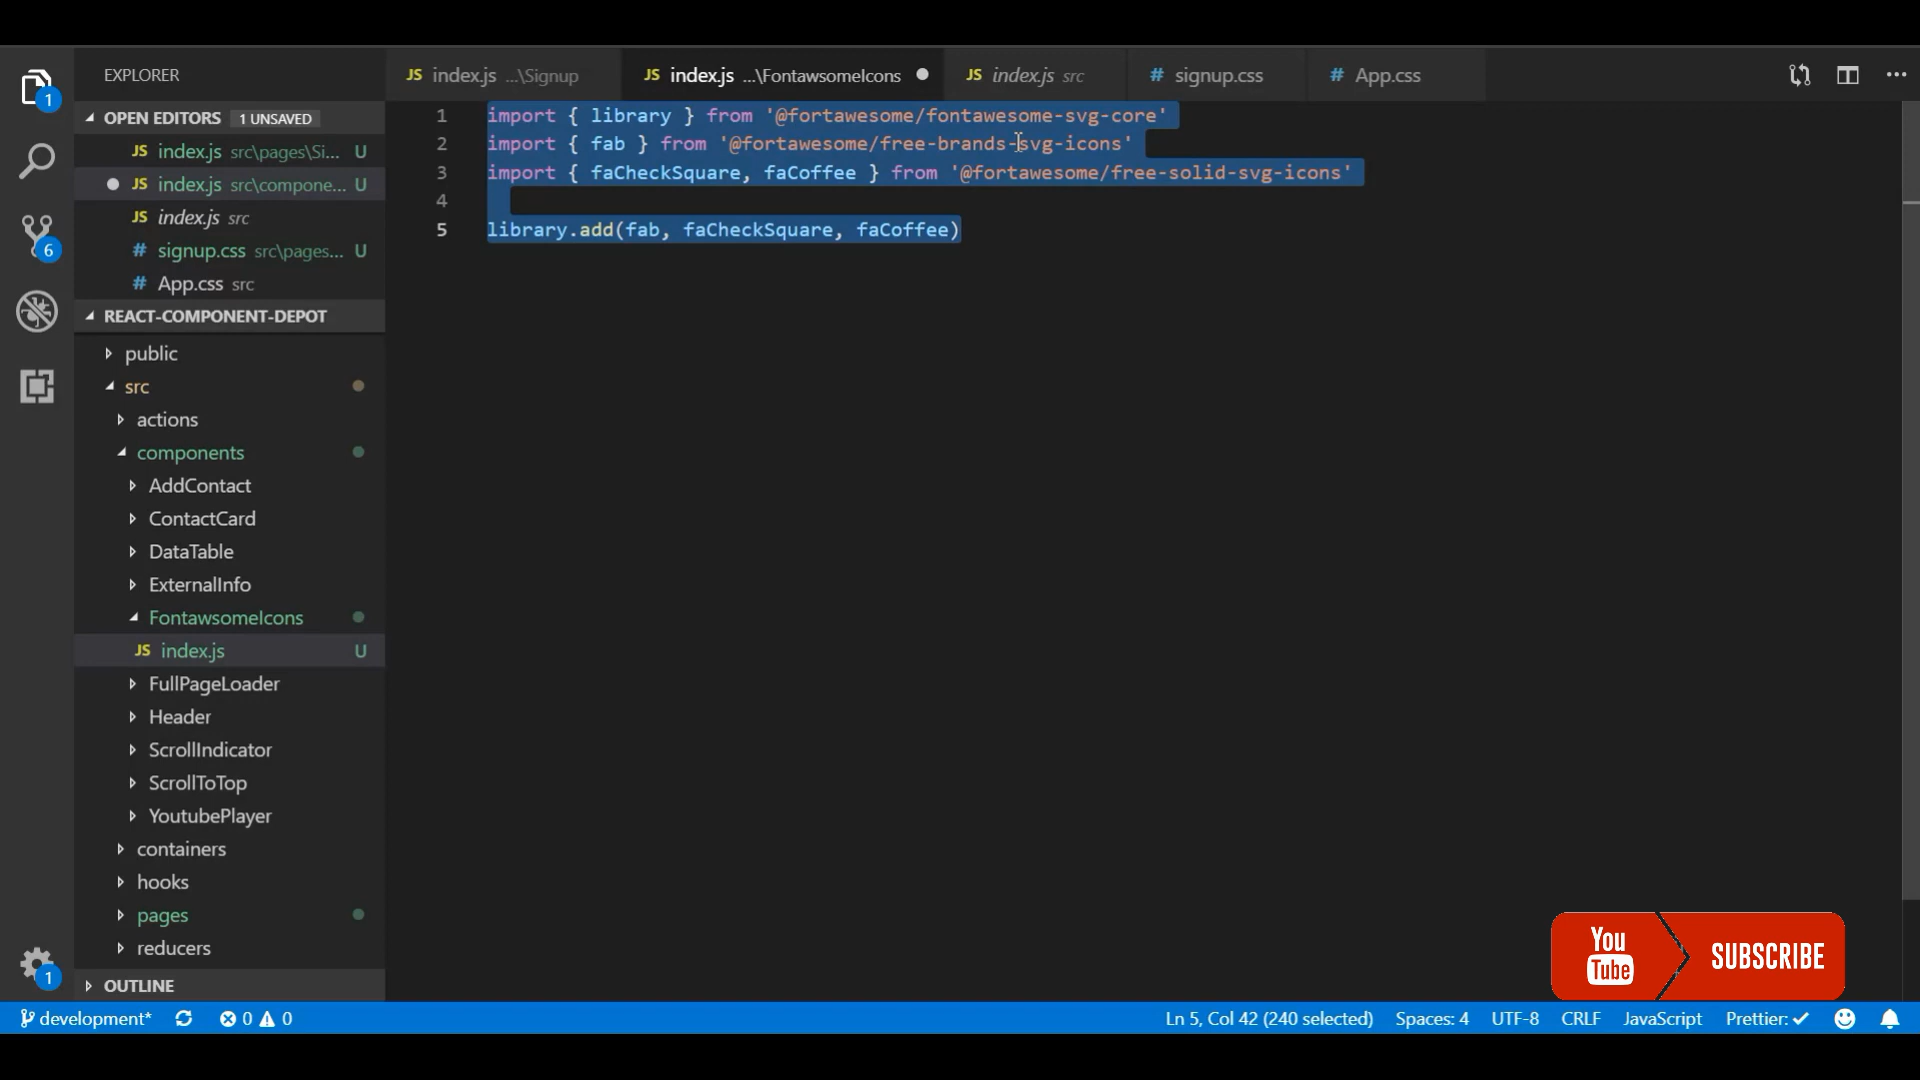 EXPLORER
OPEN EDITORS 1 UNSAVED
JS index.js src\pages\Si... U
JS index.js src\compone... U
JS index.js src
# signup.css src\pages... U
# App.css src
REACT-COMPONENT-DEPOT
public
src
actions
components
AddContact
ContactCard
DataTable
ExternalInfo
FontawsomeIcons
JS index.js U
FullPageLoader
Header
ScrollIndicator
ScrollToTop
YoutubePlayer
containers
hooks
pages
reducers
OUTLINE
1
6
1
JS index.js ...\Signup
JS index.js ...\FontawsomeIcons
JS index.js src
# signup.css
# App.css
1 import { library } from '@fortawesome/fontawesome-svg-core'
2 import { fab } from '@fortawesome/free-brands-svg-icons'
3 import { faCheckSquare, faCoffee } from '@fortawesome/free-solid-svg-icons'
4
5 library.add(fab, faCheckSquare, faCoffee)
You
Tube
SUBSCRIBE
development* 0 0 Ln 5, Col 42 (240 selected) Spaces: 4 UTF-8 CRLF JavaScript Prettier: ✓